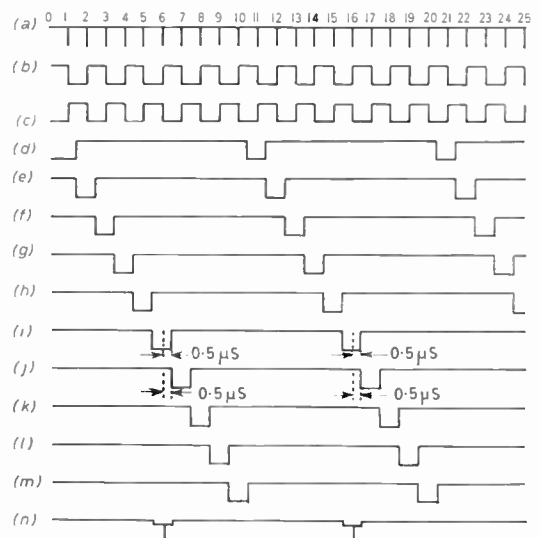 0 1 2 3 4 5 6 7 8 9 10 11 12 13 14 15 16 17 18 19 20 21 22 23 24 25
(a)
(b)
(c)
(d)
(e)
(f)
(g)
(h)
(i)
0·5μS 0·5μS
(j)
0·5μS 0·5μS
(k)
(l)
(m)
(n)